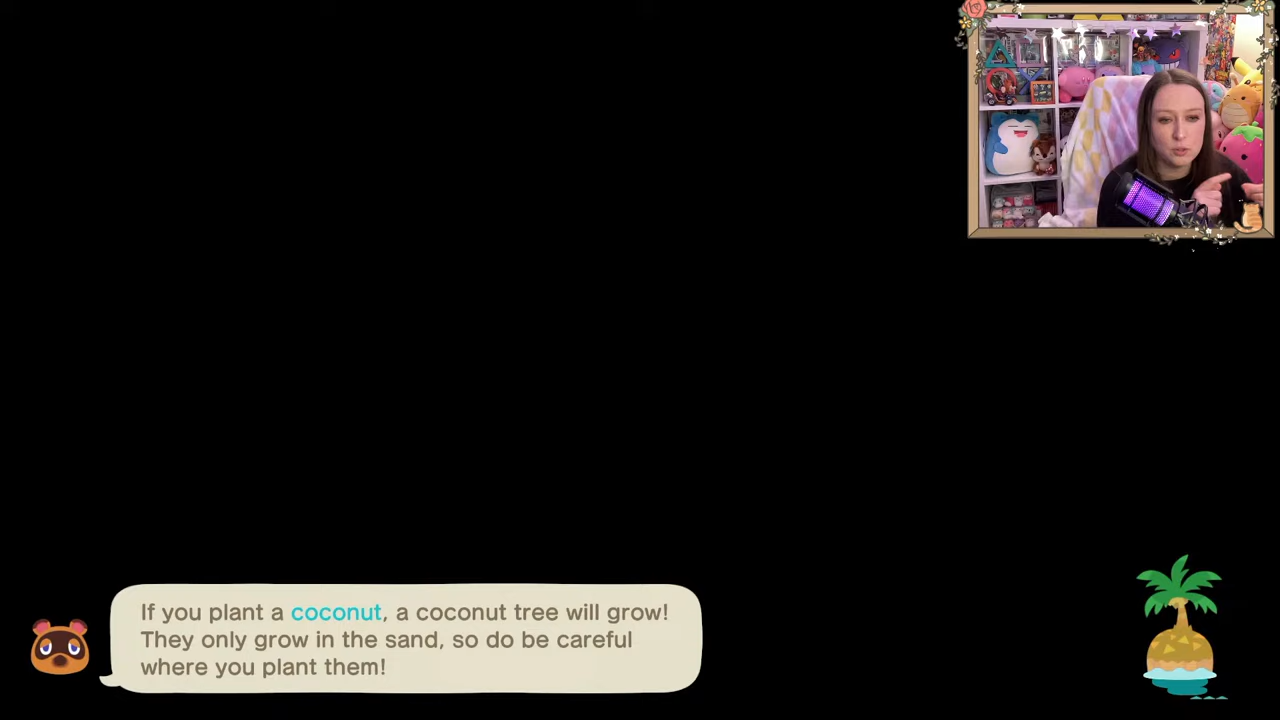 If you plant a coconut, a coconut tree will grow!
They only grow in the sand, so do be careful
where you plant them!